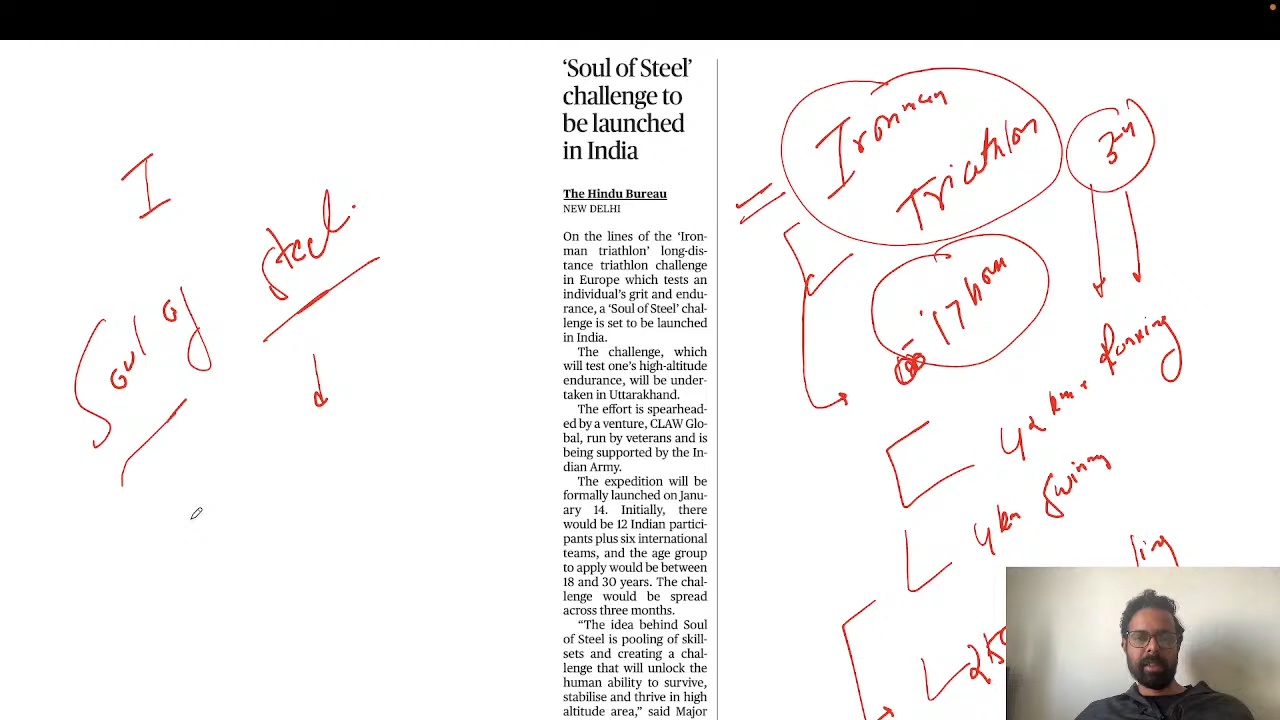 I
Soul of
steel.
‘Soul of Steel’
challenge to
be launched
in India
The Hindu Bureau
NEW DELHI
On the lines of the ‘Iron-
man triathlon’ long-dis-
tance triathlon challenge
in Europe which tests an
individual's grit and endu-
rance, a ‘Soul of Steel’ chal-
lenge is set to be launched
in India.
The challenge, which
will test one's high-altitude
endurance, will be under-
taken in Uttarakhand.
The effort is spearhead-
ed by a venture, CLAW Glo-
bal, run by veterans and is
being supported by the In-
dian Army.
The expedition will be
formally launched on Janu-
ary 14. Initially, there
would be 12 Indian partici-
pants plus six international
teams, and the age group
to apply would be between
18 and 30 years. The chal-
lenge would be spread
across three months.
“The idea behind Soul
of Steel is pooling of skill-
sets and creating a chal-
lenge that will unlock the
human ability to survive,
stabilise and thrive in high
altitude area,” said Major
Ironman
Triathlon
17 hour
42 km Running
4 km